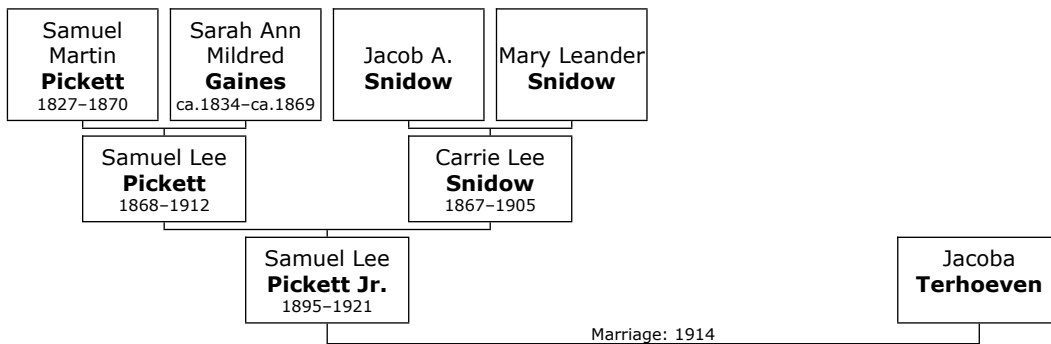 Samuel
Martin
Pickett
1827–1870
Sarah Ann
Mildred
Gaines
ca.1834–ca.1869
Jacob A.
Snidow
Mary Leander
Snidow
Samuel Lee
Pickett
1868–1912
Carrie Lee
Snidow
1867–1905
Samuel Lee
Pickett Jr.
1895–1921
Jacoba
Terhoeven
Marriage: 1914